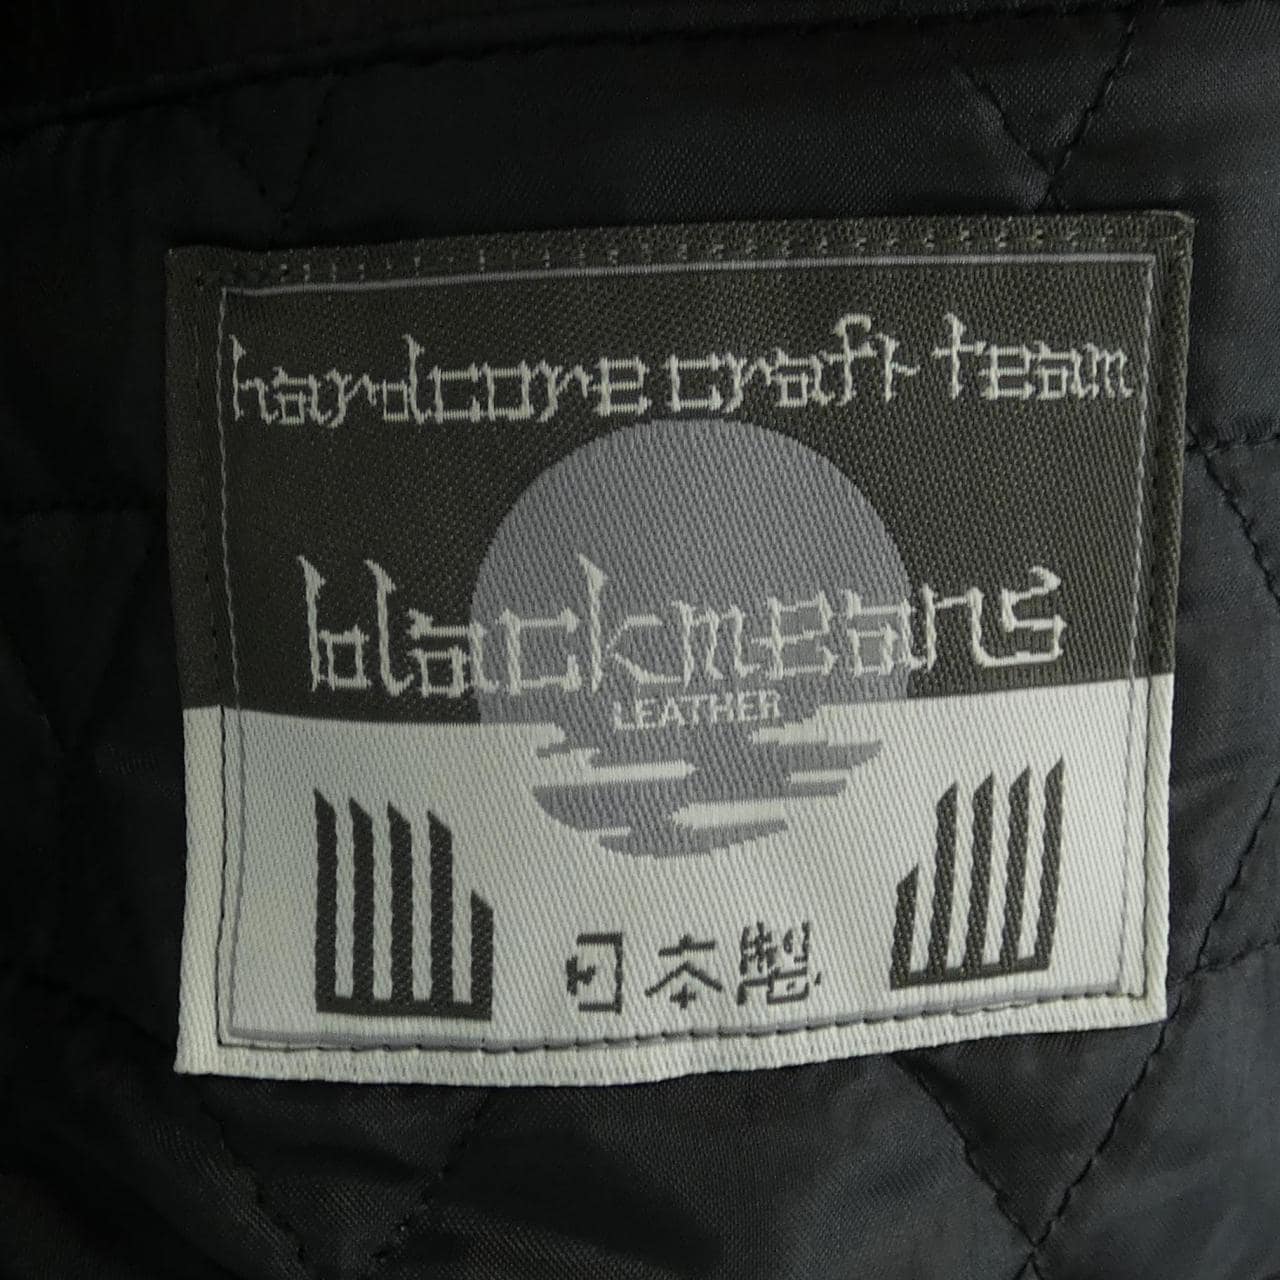 hardcore craft team
blackmeans
LEATHER
日本製